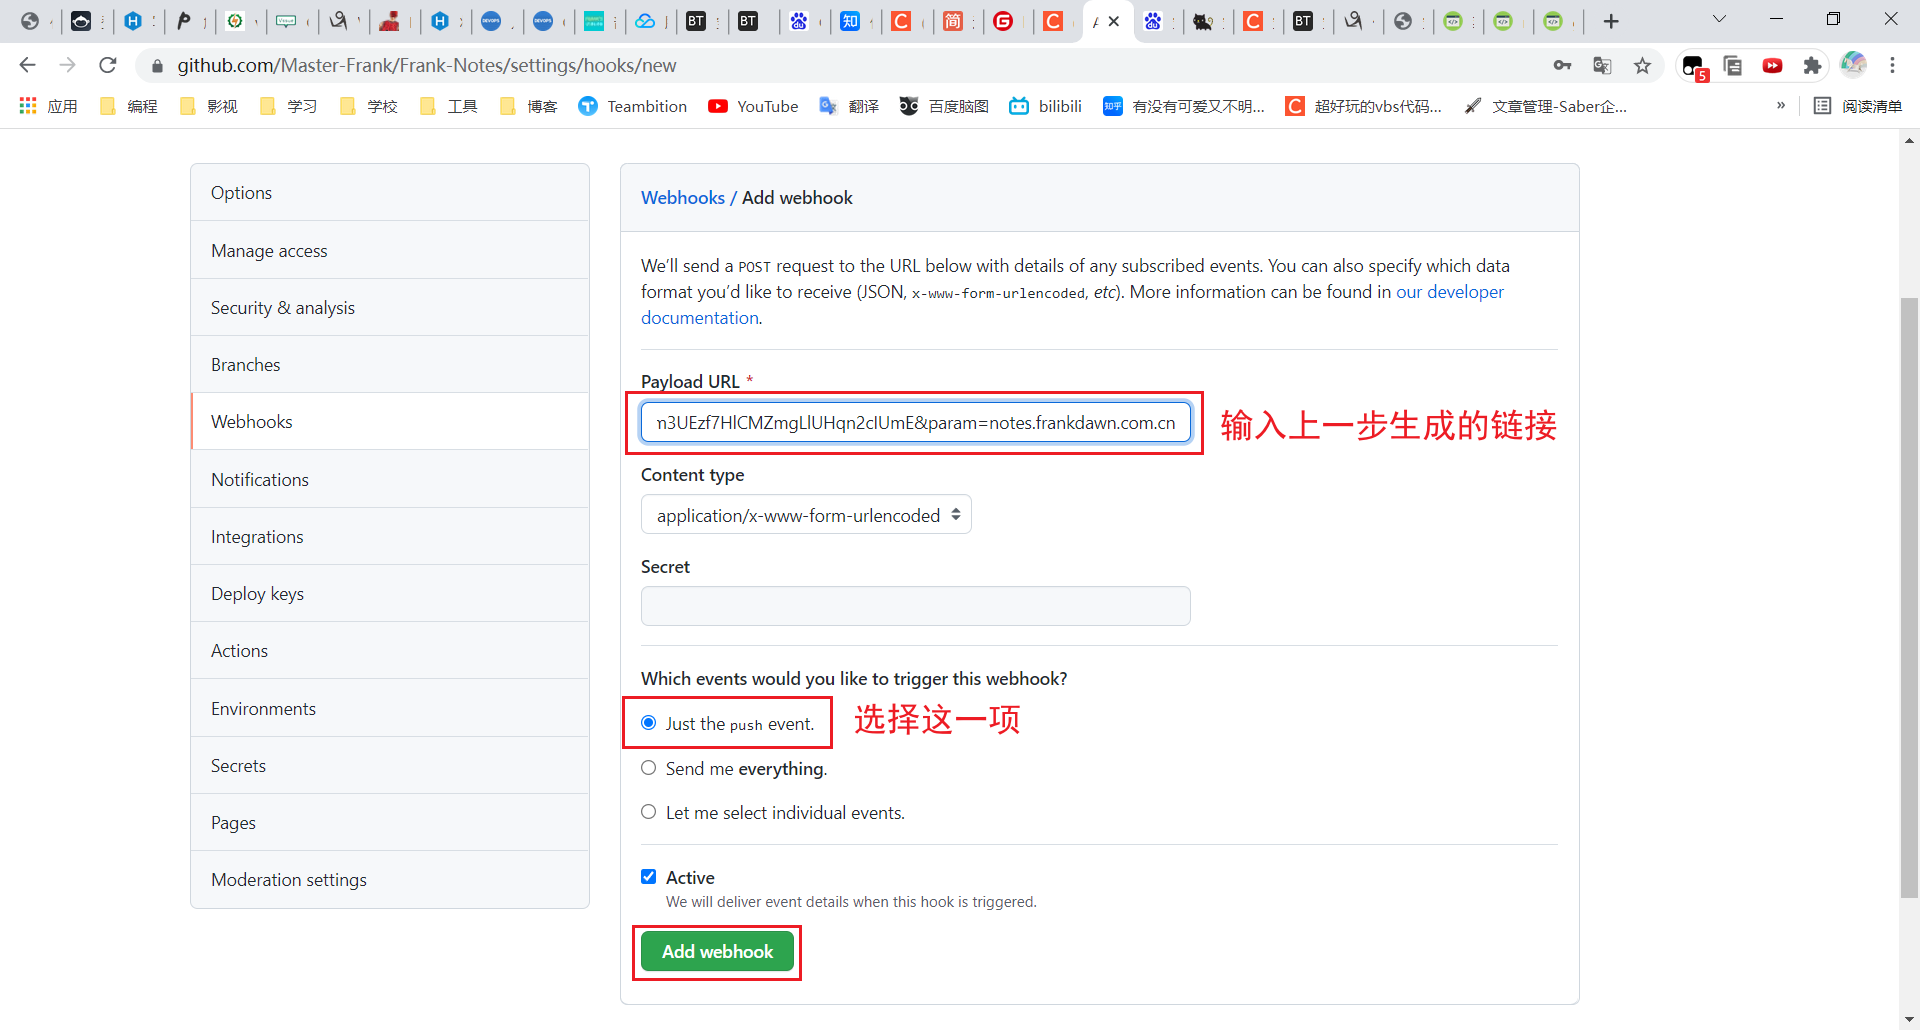 github.com/Master-Frank/Frank-Notes/settings/hooks/new
5
应用
编程
影视
学习
学校
工具
博客
Teambition
YouTube
翻译
百度脑图
bilibili
有没有可爱又不明...
超好玩的vbs代码...
文章管理-Saber企...
»
阅读清单
Options
Manage access
Security & analysis
Branches
Webhooks
Notifications
Integrations
Deploy keys
Actions
Environments
Secrets
Pages
Moderation settings
Webhooks / Add webhook
We'll send a POST request to the URL below with details of any subscribed events. You can also specify which data
format you'd like to receive (JSON, x-www-form-urlencoded, etc). More information can be found in our developer
documentation.
Payload URL *
n3UEzf7HlCMZmgLlUHqn2cIUmE&param=notes.frankdawn.com.cn
输入上一步生成的链接
Content type
application/x-www-form-urlencoded
Secret
Which events would you like to trigger this webhook?
Just the push event.
选择这一项
Send me everything.
Let me select individual events.
Active
We will deliver event details when this hook is triggered.
Add webhook